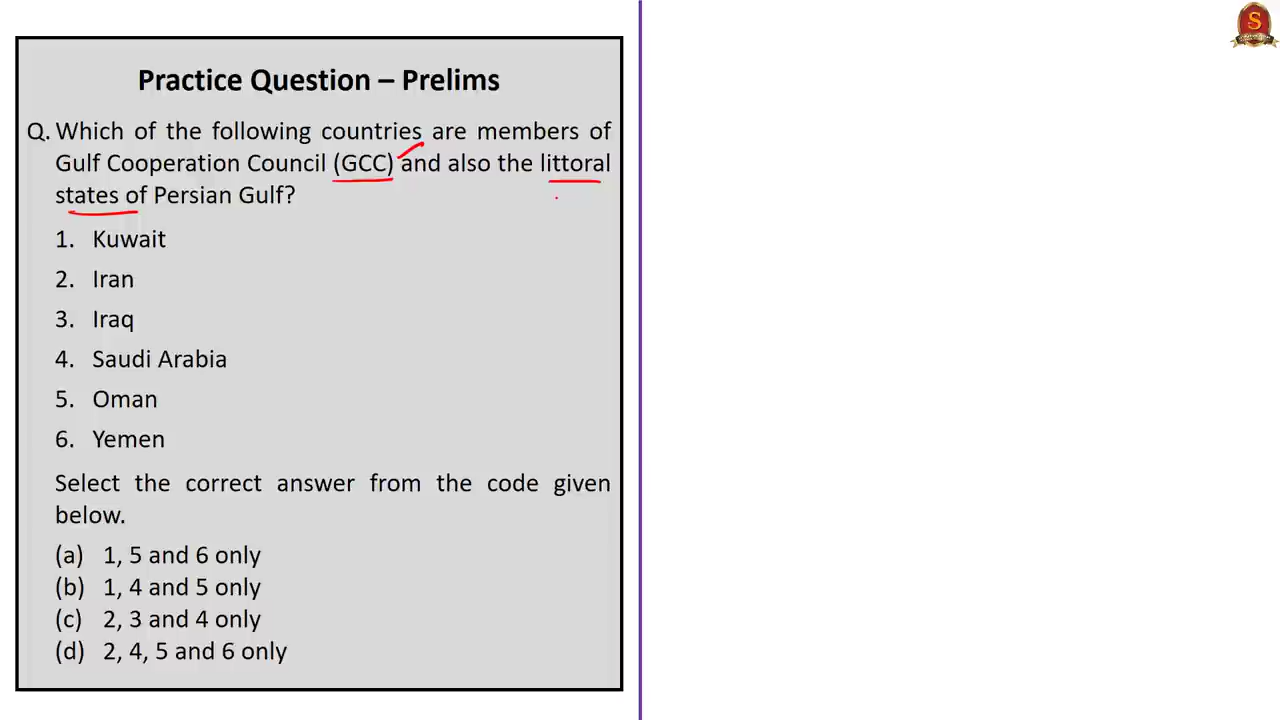 Practice Question – Prelims
Q. Which of the following countries are members of
Gulf Cooperation Council (GCC) and also the littoral
states of Persian Gulf?
1. Kuwait
2. Iran
3. Iraq
4. Saudi Arabia
5. Oman
6. Yemen
Select the correct answer from the code given
below.
(a) 1, 5 and 6 only
(b) 1, 4 and 5 only
(c) 2, 3 and 4 only
(d) 2, 4, 5 and 6 only
S